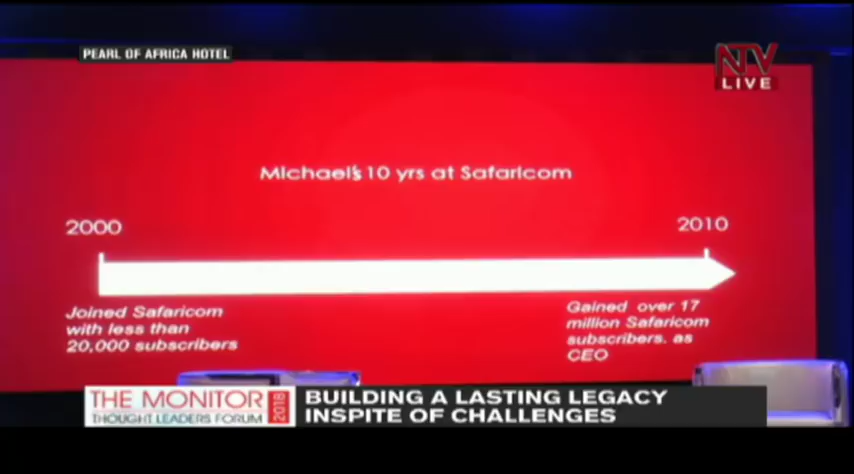 PEARL OF AFRICA HOTEL
NTV
LIVE
Michael's 10 yrs at Safaricom
2000
2010
Joined Safaricom
with less than
20,000 subscribers
Gained over 17
million Safaricom
subscribers. as
CEO
THE MONITOR
THOUGHT LEADERS FORUM
2018
BUILDING A LASTING LEGACY
INSPITE OF CHALLENGES